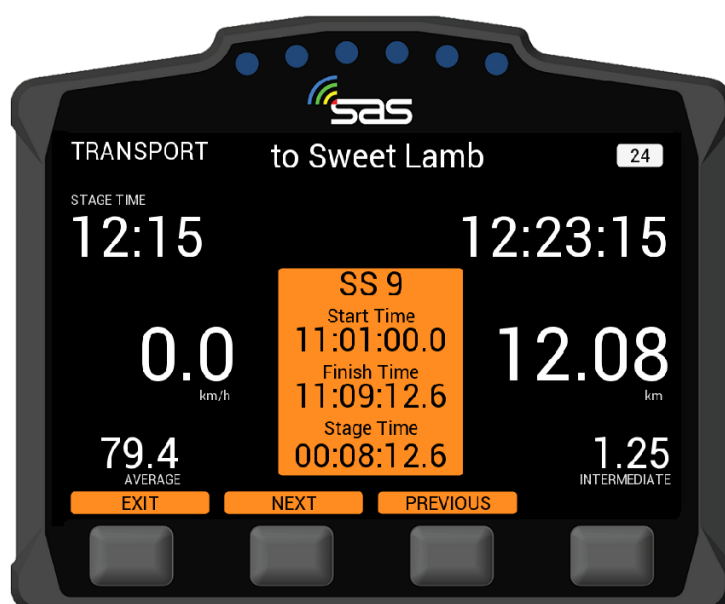 sas
TRANSPORT to Sweet Lamb 24
STAGE TIME
12:15 12:23:15
SS 9
Start Time
11:01:00.0
Finish Time
11:09:12.6
Stage Time
00:08:12.6
0.0
km/h
12.08
km
79.4
AVERAGE
1.25
INTERMEDIATE
EXIT NEXT PREVIOUS